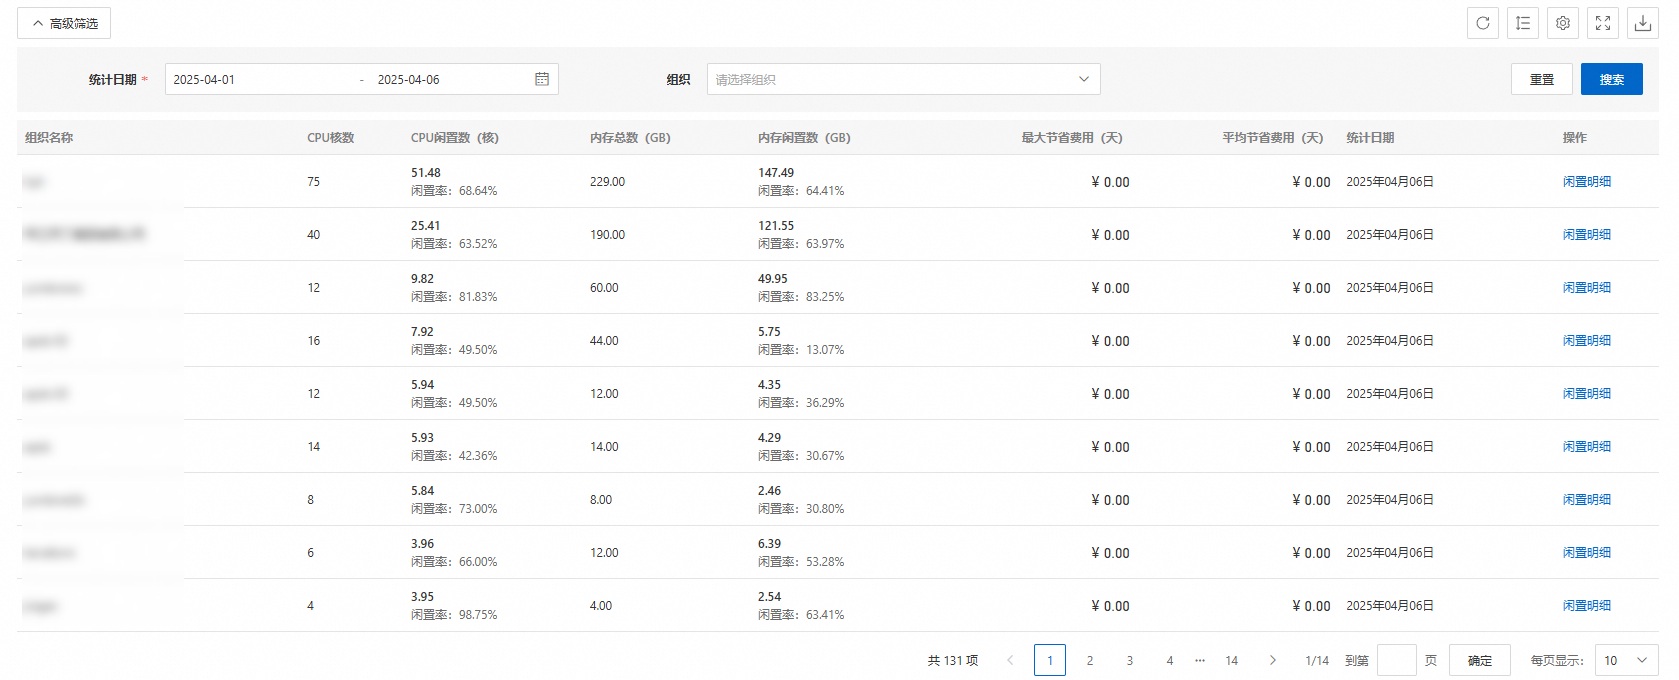 高级筛选
统计日期 * 2025-04-01 - 2025-04-06 组织 请选择组织 重置 搜索
组织名称 CPU核数 CPU闲置数（核） 内存总数（GB） 内存闲置数（GB） 最大节省费用（天） 平均节省费用（天） 统计日期 操作
75 51.48 闲置率：68.64% 229.00 147.49 闲置率：64.41% ¥ 0.00 ¥ 0.00 2025年04月06日 闲置明细
40 25.41 闲置率：63.52% 190.00 121.55 闲置率：63.97% ¥ 0.00 ¥ 0.00 2025年04月06日 闲置明细
12 9.82 闲置率：81.83% 60.00 49.95 闲置率：83.25% ¥ 0.00 ¥ 0.00 2025年04月06日 闲置明细
16 7.92 闲置率：49.50% 44.00 5.75 闲置率：13.07% ¥ 0.00 ¥ 0.00 2025年04月06日 闲置明细
12 5.94 闲置率：49.50% 12.00 4.35 闲置率：36.29% ¥ 0.00 ¥ 0.00 2025年04月06日 闲置明细
14 5.93 闲置率：42.36% 14.00 4.29 闲置率：30.67% ¥ 0.00 ¥ 0.00 2025年04月06日 闲置明细
8 5.84 闲置率：73.00% 8.00 2.46 闲置率：30.80% ¥ 0.00 ¥ 0.00 2025年04月06日 闲置明细
6 3.96 闲置率：66.00% 12.00 6.39 闲置率：53.28% ¥ 0.00 ¥ 0.00 2025年04月06日 闲置明细
4 3.95 闲置率：98.75% 4.00 2.54 闲置率：63.41% ¥ 0.00 ¥ 0.00 2025年04月06日 闲置明细
共 131 项 1 2 3 4 ··· 14 1/14 到第 页 确定 每页显示： 10